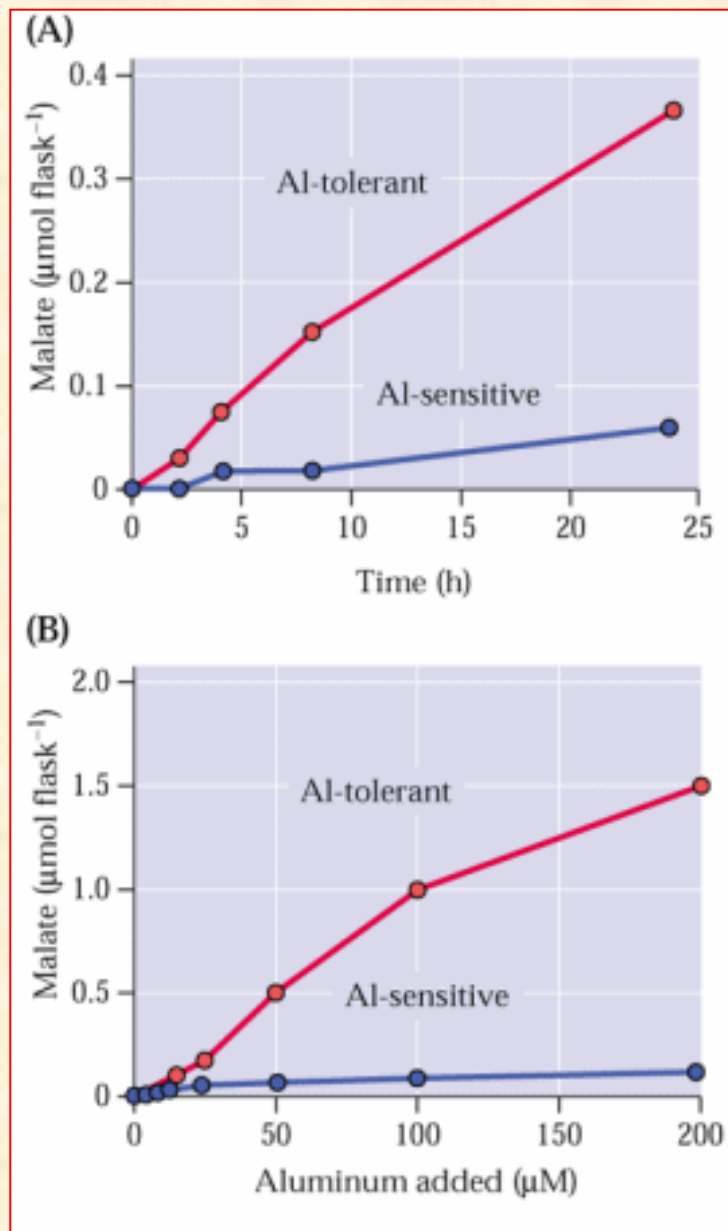 (A)
Malate (μmol flask⁻¹)
0.4
0.3
0.2
0.1
0
Al-tolerant
Al-sensitive
0 5 10 15 20 25
Time (h)
(B)
Malate (μmol flask⁻¹)
2.0
1.5
1.0
0.5
0
Al-tolerant
Al-sensitive
0 50 100 150 200
Aluminum added (μM)